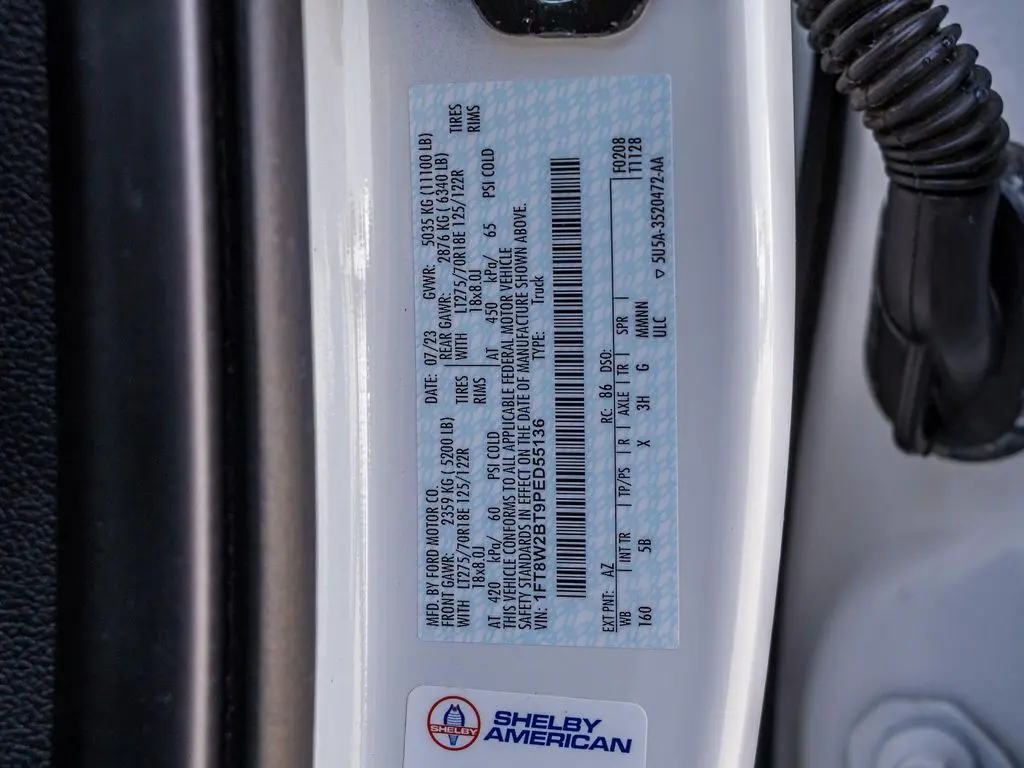 MFD. BY FORD MOTOR CO.
DATE: 07/23 GVWR: 5035 KG (11100 LB)
FRONT GAWR: 2359 KG ( 5200 LB)
REAR GAWR: 2876 KG ( 6340 LB)
WITH LT275/70R18E 125/122R TIRES
WITH LT275/70R18E 125/122R TIRES
18x8.0J RIMS
18x8.0J RIMS
AT 420 kPa/ 60 PSI COLD
AT 450 kPa/ 65 PSI COLD
THIS VEHICLE CONFORMS TO ALL APPLICABLE FEDERAL MOTOR VEHICLE
SAFETY STANDARDS IN EFFECT ON THE DATE OF MANUFACTURE SHOWN ABOVE.
VIN: 1FT8W2BT9PED55136 TYPE: Truck
F0208
EXT PNT: AZ RC: 86 DSO: T1128
WB INT TR TP/PS R AXLE TR SPR
160 5B X 3H G MMNNN
ULC ▽ 5U5A-3520472-AA
SHELBY
SHELBY
AMERICAN